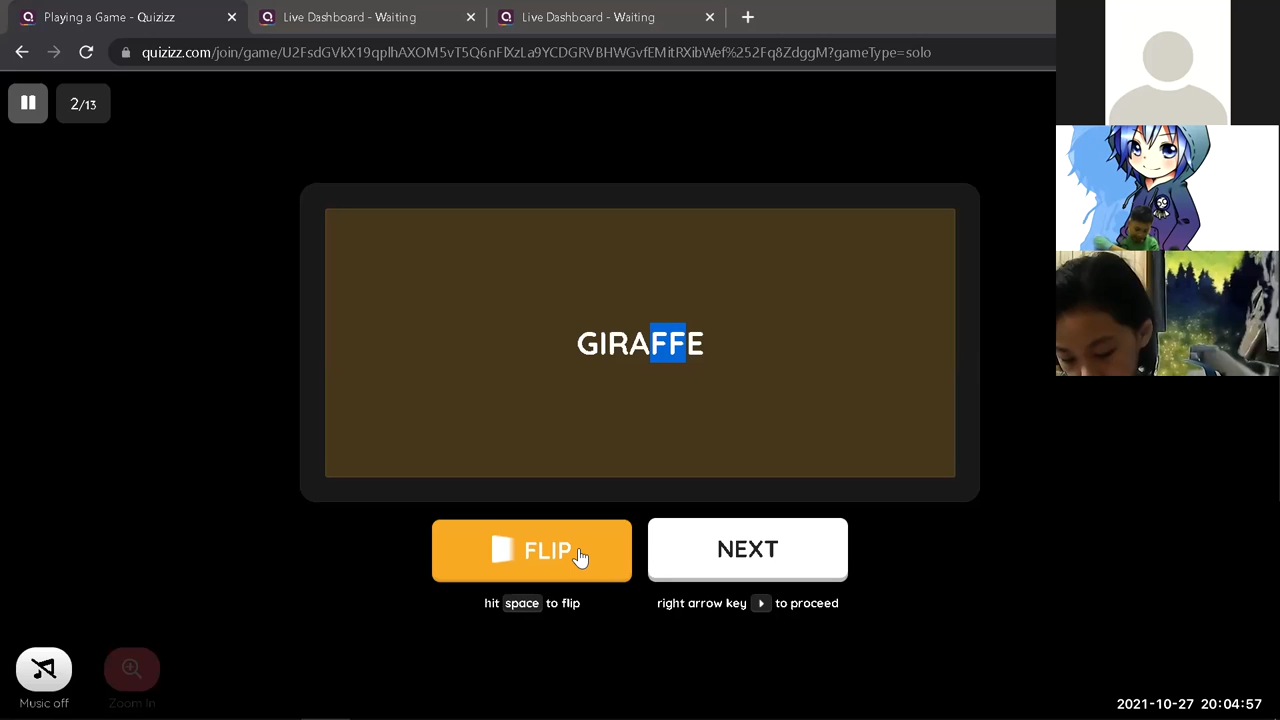 Playing a Game - Quizizz
Live Dashboard - Waiting
Live Dashboard - Waiting
quizizz.com/join/game/U2FsdGVkX19qplhAXOM5vT5Q6nFlXzLa9YCDGRVBHWGvfEMitRXibWef%252Fq8ZdggM?gameType=solo
2/13
GIRAFFE
FLIP
NEXT
hit space to flip
right arrow key to proceed
Music off
Zoom In
2021-10-27 20:04:57